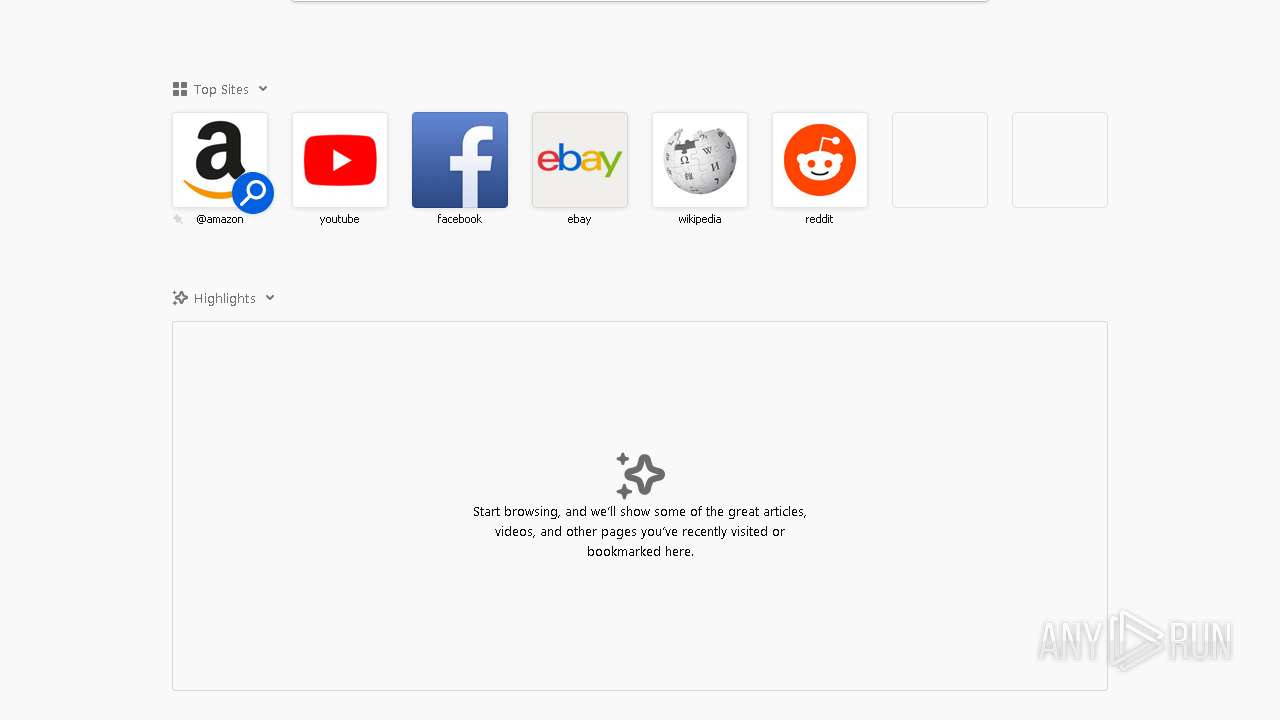 Top Sites
a
f
ebay
Ω W И 7
@amazon
youtube
facebook
ebay
wikipedia
reddit
Highlights
Start browsing, and we'll show some of the great articles,
videos, and other pages you've recently visited or
bookmarked here.
ANY RUN